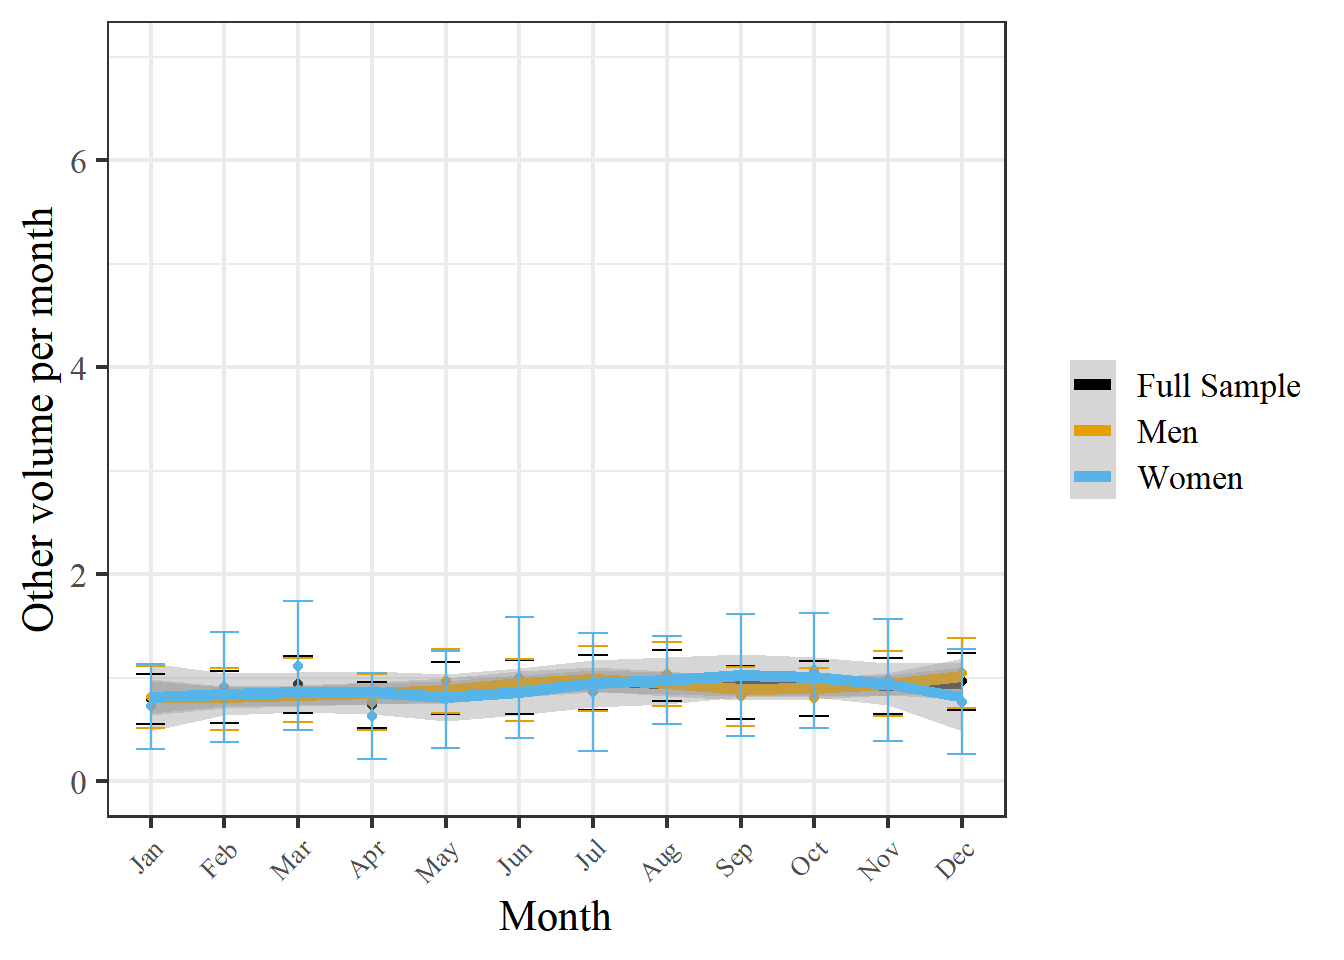 Other volume per month
6
4
2
0
Jan
Feb
Mar
Apr
May
Jun
Jul
Aug
Sep
Oct
Nov
Dec
Month
Full Sample
Men
Women